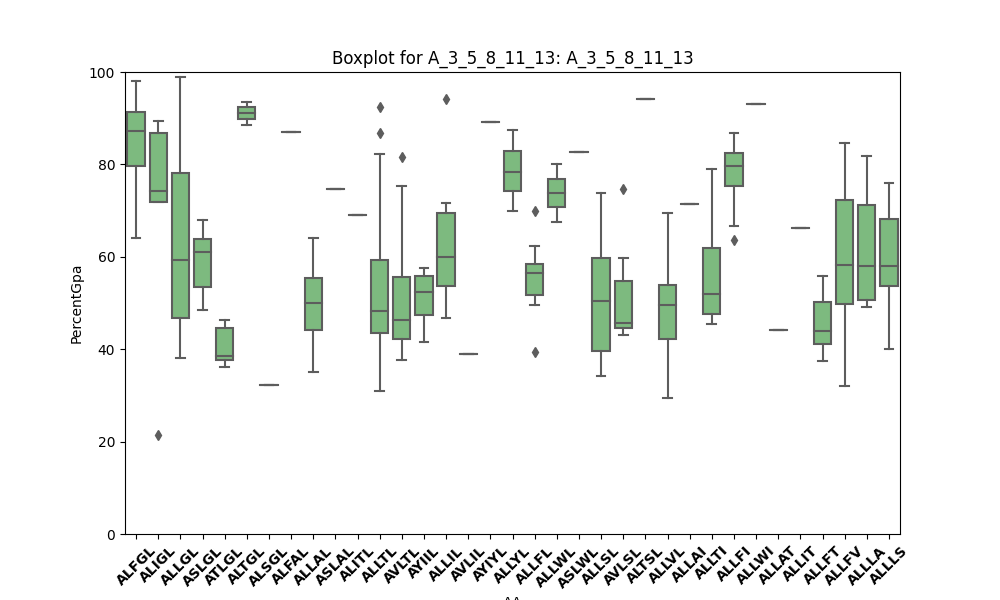 Boxplot for A_3_5_8_11_13: A_3_5_8_11_13
100
80
60
40
20
0
PercentGpa
ALFGL ALIGL ALLGL ASLGL ATLGL ALTGL ALSGL ALFAL ALLAL ASLAL ALITL ALLTL AVLTL AYIIL ALLIL AVLIL AYIYL ALLYL ALLFL ALLWL ASLWL ALLSL AVLSL ALTSL ALLVL ALLAI ALLTI ALLFI ALLWI ALLAT ALLIT ALLFT ALLFV ALLLA ALLLS